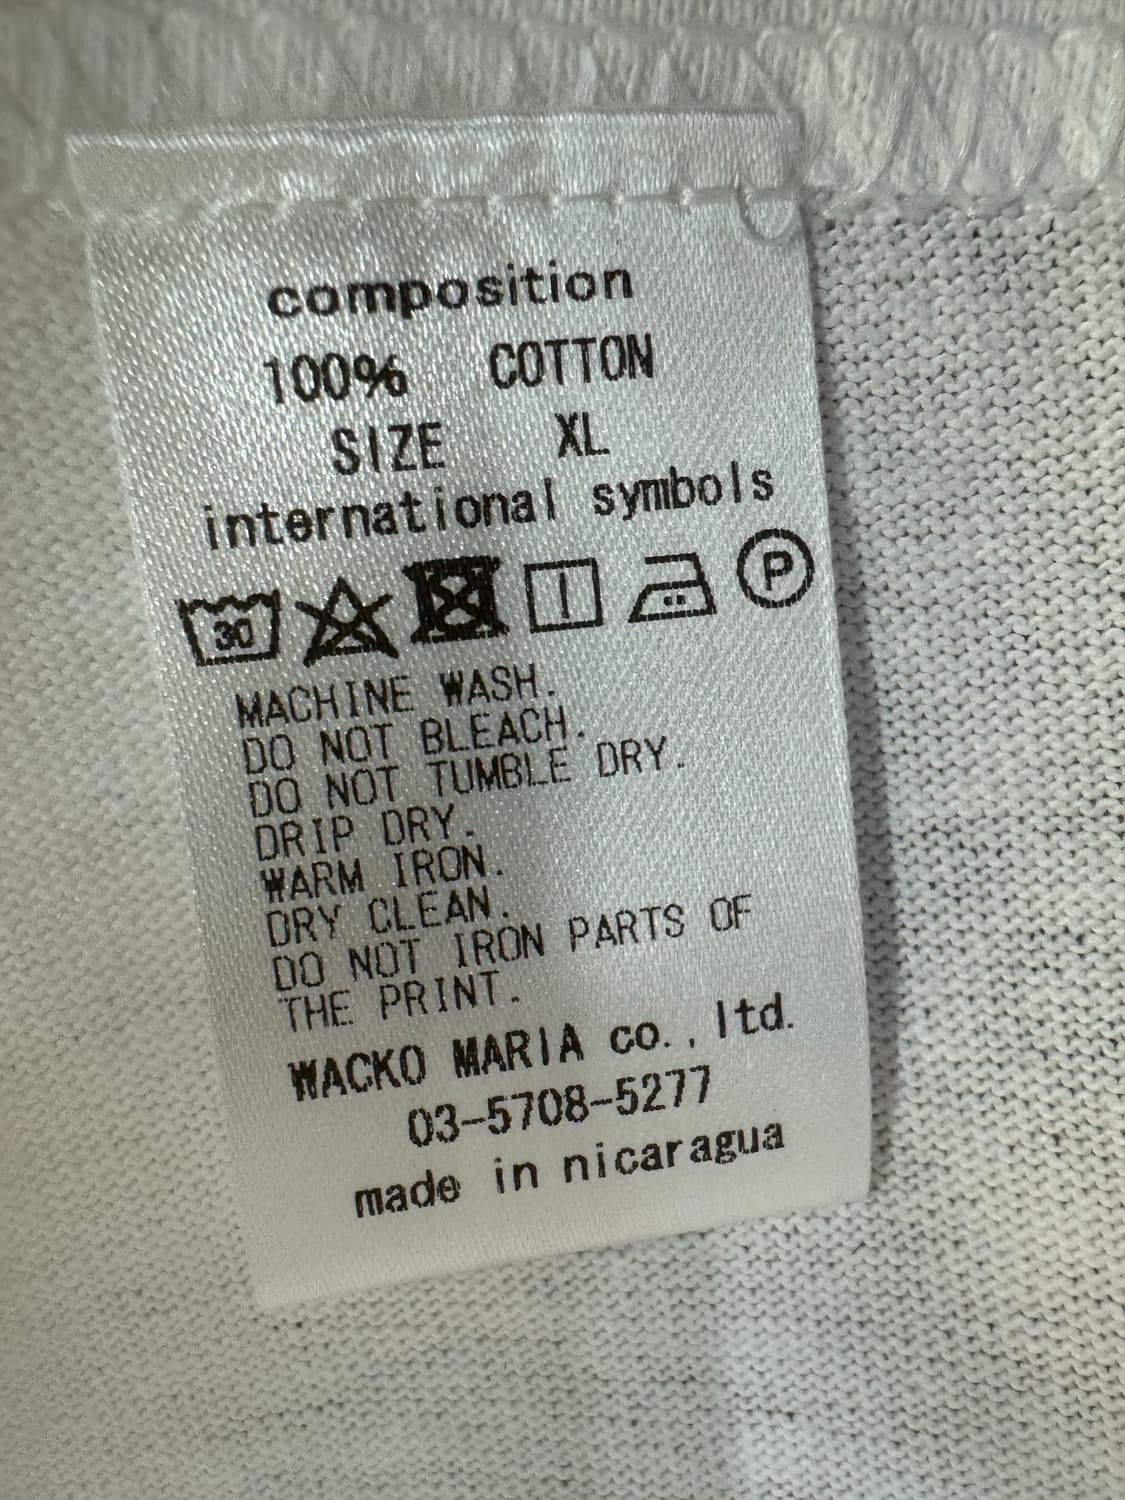 composition
100% COTTON
SIZE XL
international symbols
30 P
MACHINE WASH.
DO NOT BLEACH.
DO NOT TUMBLE DRY.
DRIP DRY.
WARM IRON.
DRY CLEAN.
DO NOT IRON PARTS OF
THE PRINT.
WACKO MARIA co., ltd.
03-5708-5277
made in nicaragua